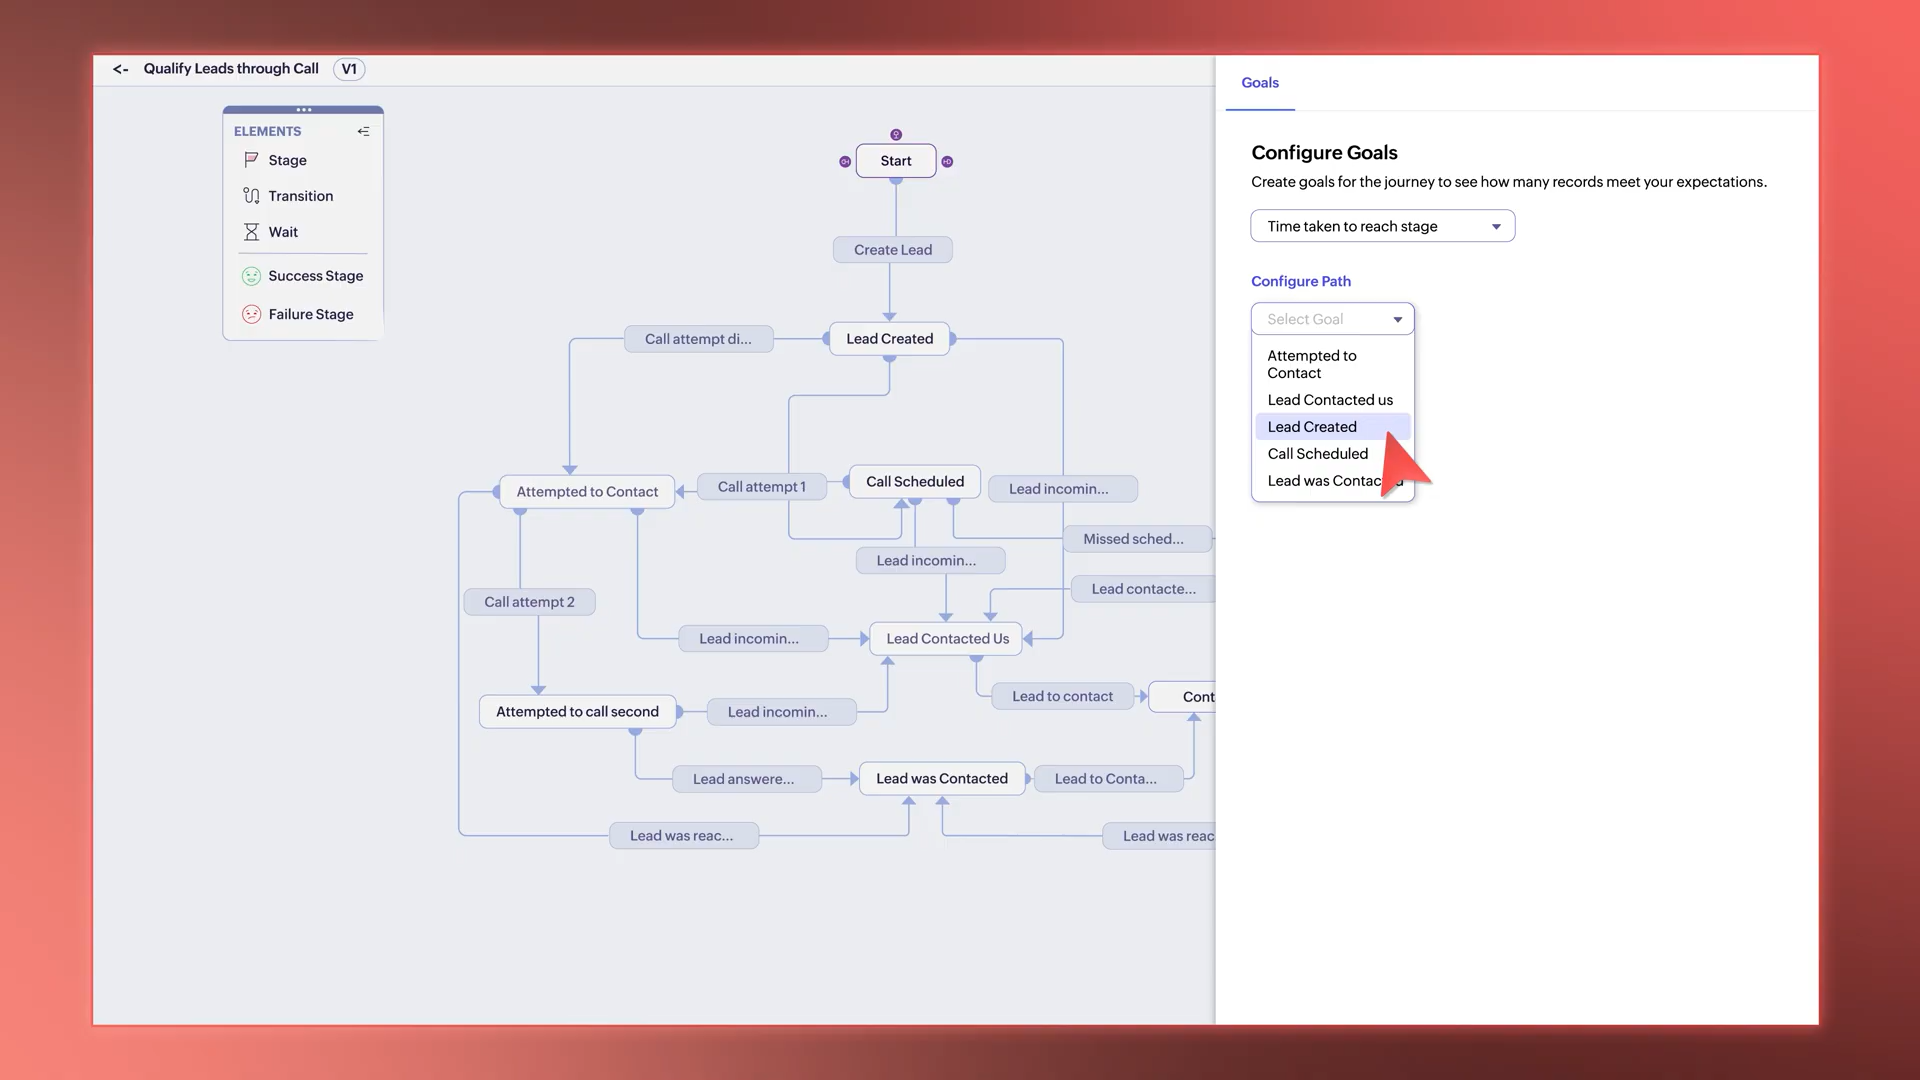 <- Qualify Leads through Call V1
ELEMENTS
Stage
Transition
Wait
Success Stage
Failure Stage
Start
Create Lead
Call attempt di...
Lead Created
Attempted to Contact
Call attempt 1
Call Scheduled
Lead incomin...
Missed sched...
Lead incomin...
Lead contacte...
Call attempt 2
Lead incomin...
Lead Contacted Us
Lead to contact
Cont
Attempted to call second
Lead incomin...
Lead answere...
Lead was Contacted
Lead to Conta...
Lead was reac...
Lead was reac
Goals
Configure Goals
Create goals for the journey to see how many records meet your expectations.
Time taken to reach stage
Configure Path
Select Goal
Attempted to
Contact
Lead Contacted us
Lead Created
Call Scheduled
Lead was Contacted